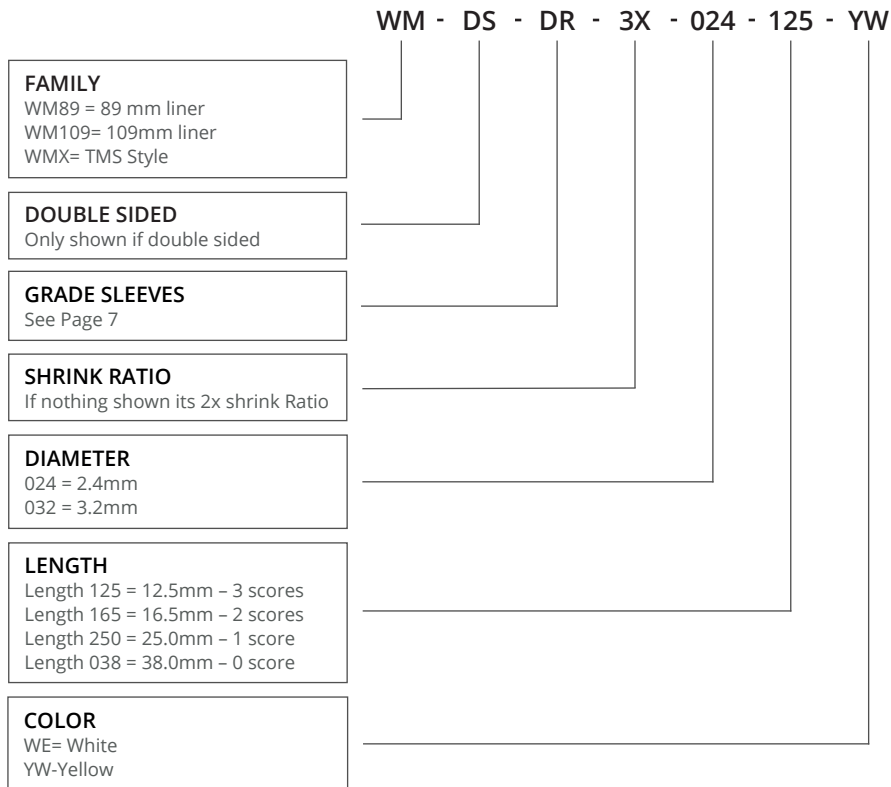 WM - DS - DR - 3X - 024 - 125 - YW
FAMILY
WM89 = 89 mm liner
WM109= 109mm liner
WMX= TMS Style
DOUBLE SIDED
Only shown if double sided
GRADE SLEEVES
See Page 7
SHRINK RATIO
If nothing shown its 2x shrink Ratio
DIAMETER
024 = 2.4mm
032 = 3.2mm
LENGTH
Length 125 = 12.5mm – 3 scores
Length 165 = 16.5mm – 2 scores
Length 250 = 25.0mm – 1 score
Length 038 = 38.0mm – 0 score
COLOR
WE= White
YW-Yellow